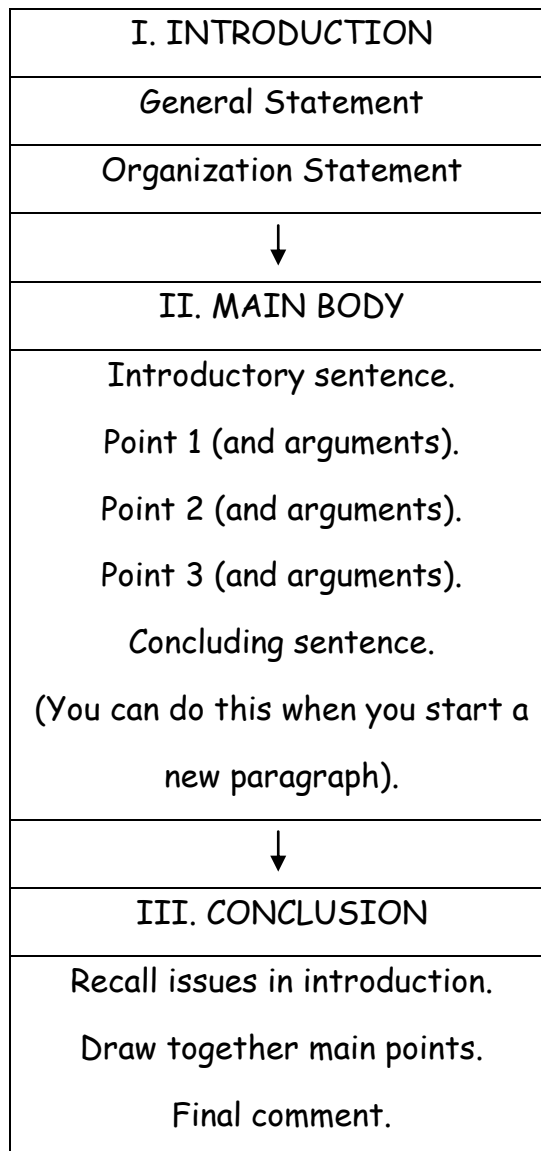 I. INTRODUCTION
General Statement
Organization Statement
↓
II. MAIN BODY
Introductory sentence.
Point 1 (and arguments).
Point 2 (and arguments).
Point 3 (and arguments).
Concluding sentence.
(You can do this when you start a
new paragraph).
↓
III. CONCLUSION
Recall issues in introduction.
Draw together main points.
Final comment.